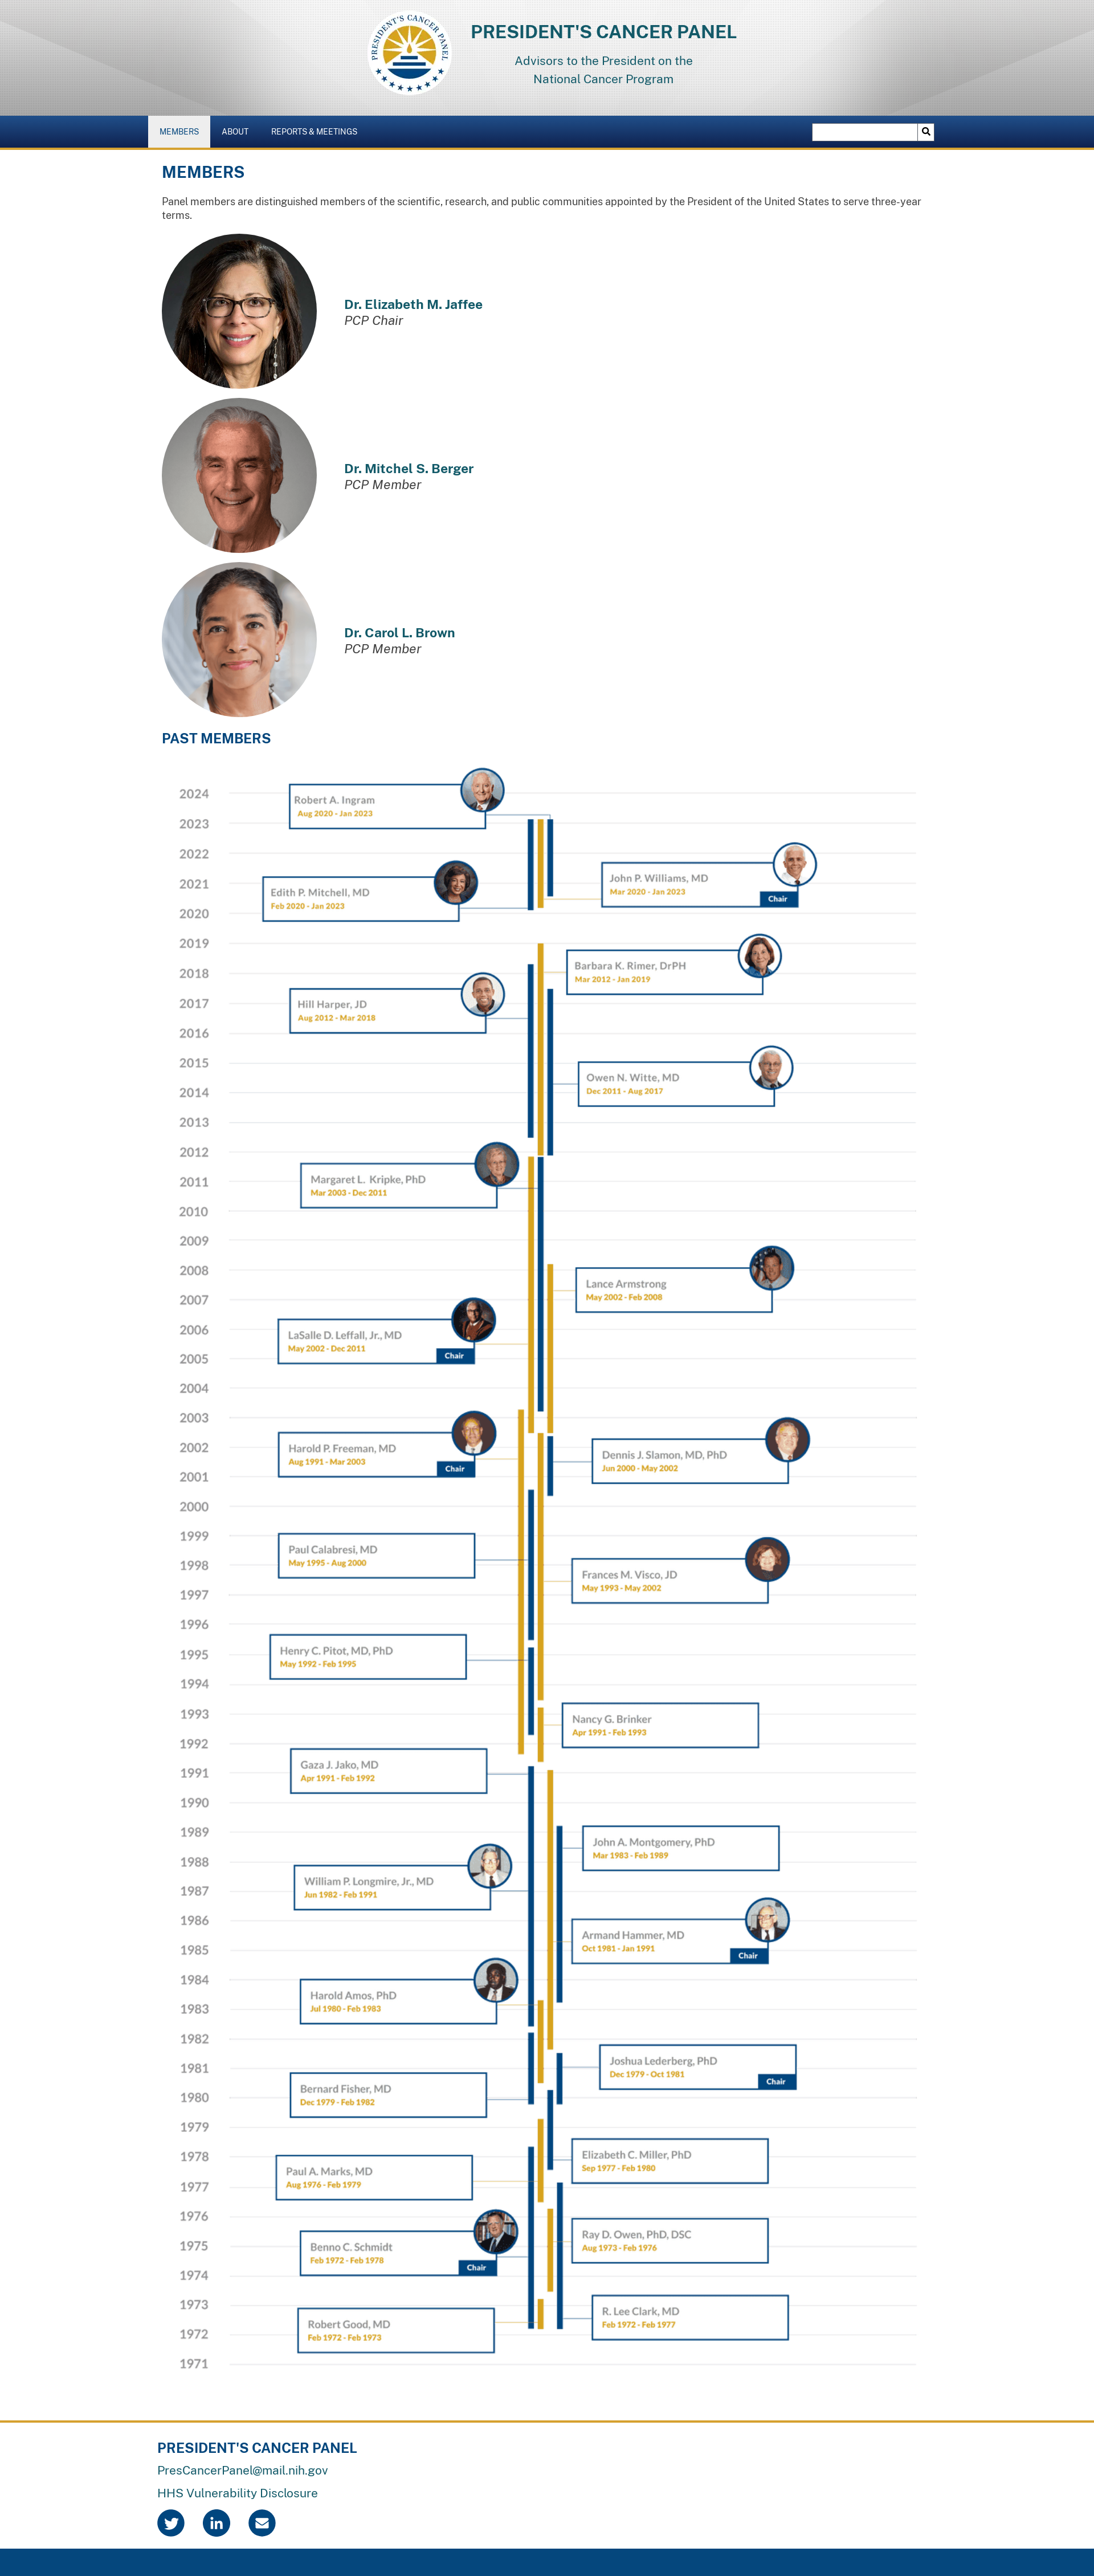 PRESIDENT'S CANCER PANEL
PRESIDENT'S CANCER PANEL
Advisors to the President on the
National Cancer Program
MEMBERS
ABOUT
REPORTS & MEETINGS
MEMBERS
Panel members are distinguished members of the scientific, research, and public communities appointed by the President of the United States to serve three-year
terms.
Dr. Elizabeth M. Jaffee
PCP Chair
Dr. Mitchel S. Berger
PCP Member
Dr. Carol L. Brown
PCP Member
PAST MEMBERS
2024
Robert A. Ingram
Aug 2020 - Jan 2023
2023
2022
John P. Williams, MD
Mar 2020 - Jan 2023
Chair
2021
Edith P. Mitchell, MD
Feb 2020 - Jan 2023
2020
2019
Barbara K. Rimer, DrPH
Mar 2012 - Jan 2019
2018
2017
Hill Harper, JD
Aug 2012 - Mar 2018
2016
2015
Owen N. Witte, MD
Dec 2011 - Aug 2017
2014
2013
2012
2011
Margaret L. Kripke, PhD
Mar 2003 - Dec 2011
2010
2009
2008
Lance Armstrong
May 2002 - Feb 2008
2007
2006
LaSalle D. Leffall, Jr., MD
May 2002 - Dec 2011
Chair
2005
2004
2003
2002
Harold P. Freeman, MD
Aug 1991 - Mar 2003
Chair
Dennis J. Slamon, MD, PhD
Jun 2000 - May 2002
2001
2000
1999
Paul Calabresi, MD
May 1995 - Aug 2000
1998
Frances M. Visco, JD
May 1993 - May 2002
1997
1996
1995
Henry C. Pitot, MD, PhD
May 1992 - Feb 1995
1994
1993
Nancy G. Brinker
Apr 1991 - Feb 1993
1992
1991
Gaza J. Jako, MD
Apr 1991 - Feb 1992
1990
1989
John A. Montgomery, PhD
Mar 1983 - Feb 1989
1988
1987
William P. Longmire, Jr., MD
Jun 1982 - Feb 1991
1986
Armand Hammer, MD
Oct 1981 - Jan 1991
Chair
1985
1984
Harold Amos, PhD
Jul 1980 - Feb 1983
1983
1982
1981
Joshua Lederberg, PhD
Dec 1979 - Oct 1981
Chair
1980
Bernard Fisher, MD
Dec 1979 - Feb 1982
1979
1978
Elizabeth C. Miller, PhD
Sep 1977 - Feb 1980
1977
Paul A. Marks, MD
Aug 1976 - Feb 1979
1976
Ray D. Owen, PhD, DSC
Aug 1973 - Feb 1976
1975
Benno C. Schmidt
Feb 1972 - Feb 1978
Chair
1974
1973
R. Lee Clark, MD
Feb 1972 - Feb 1977
1972
Robert Good, MD
Feb 1972 - Feb 1973
1971
PRESIDENT'S CANCER PANEL
PresCancerPanel@mail.nih.gov
HHS Vulnerability Disclosure